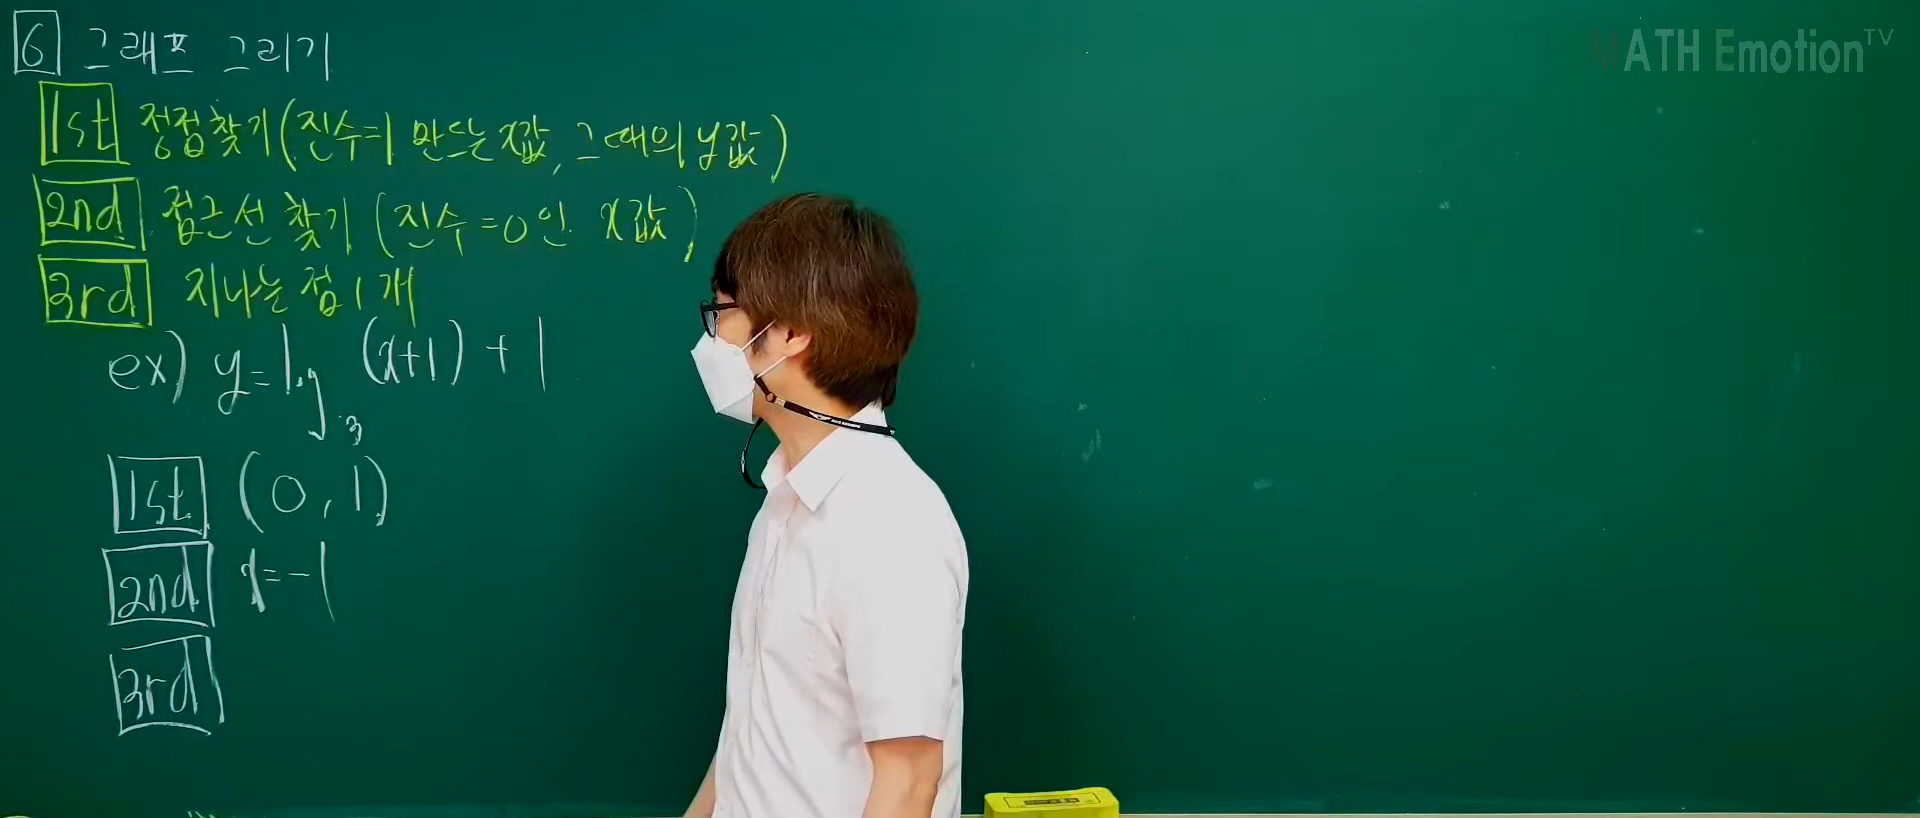 6 그래프 그리기
1st 정점찾기(진수=1 만드는 x값, 그때의 y값)
2nd 점근선 찾기 (진수=0인 x값)
3rd 지나는 점 1개
ex) y=log₃(x+1)+1
1st (0,1)
2nd x=-1
3rd
MATH Emotion TV